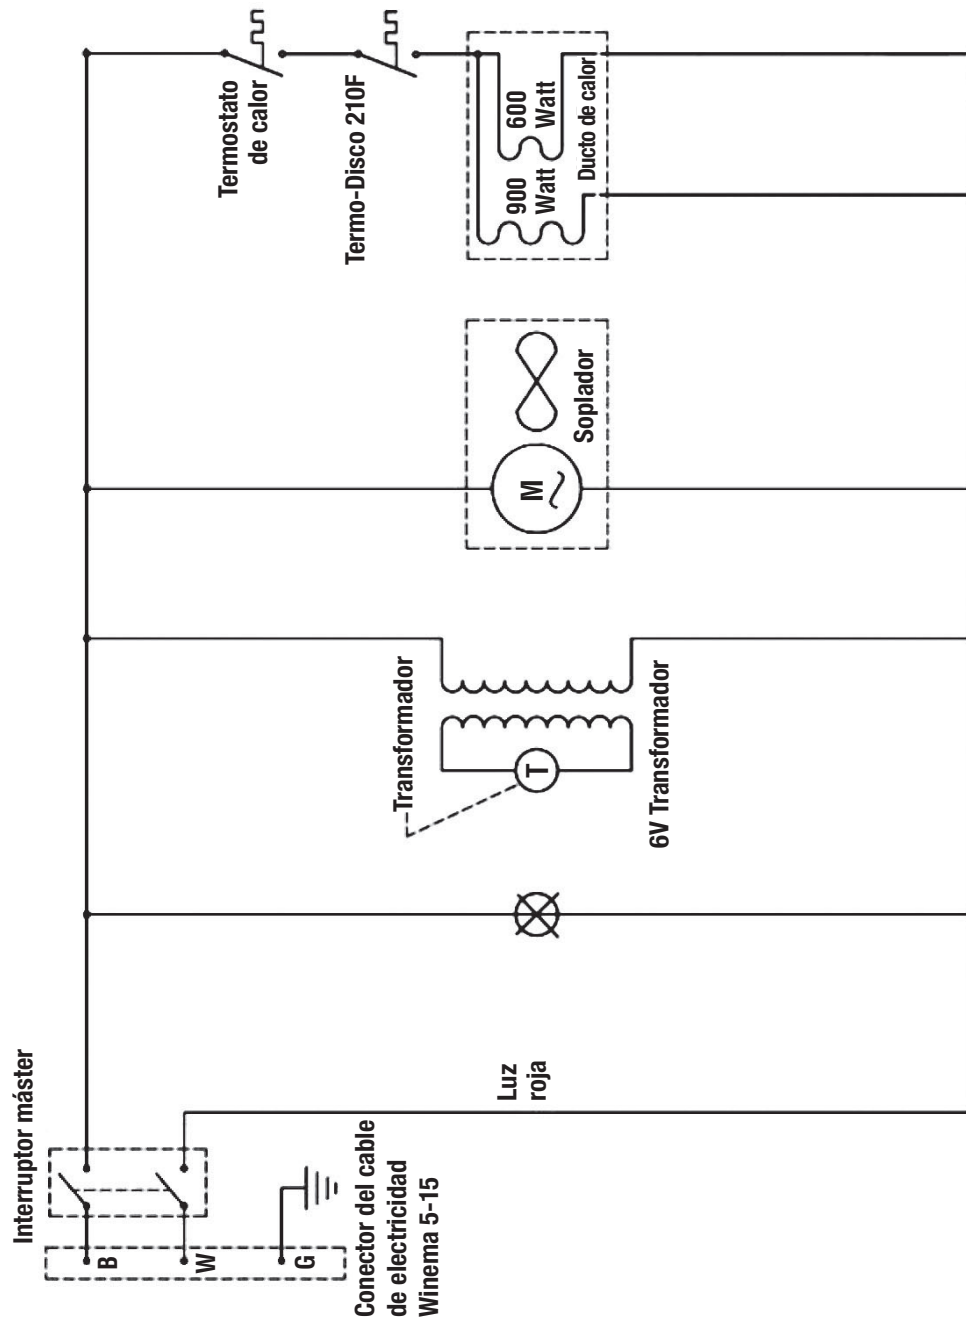 Interruptor máster
B
W
G
Conector del cable
de electricidad
Winema 5-15
Luz
roja
Transformador
T
6V Transformador
M
Soplador
Termostato
de calor
Termo-Disco 210F
900
Watt
600
Watt
Ducto de calor